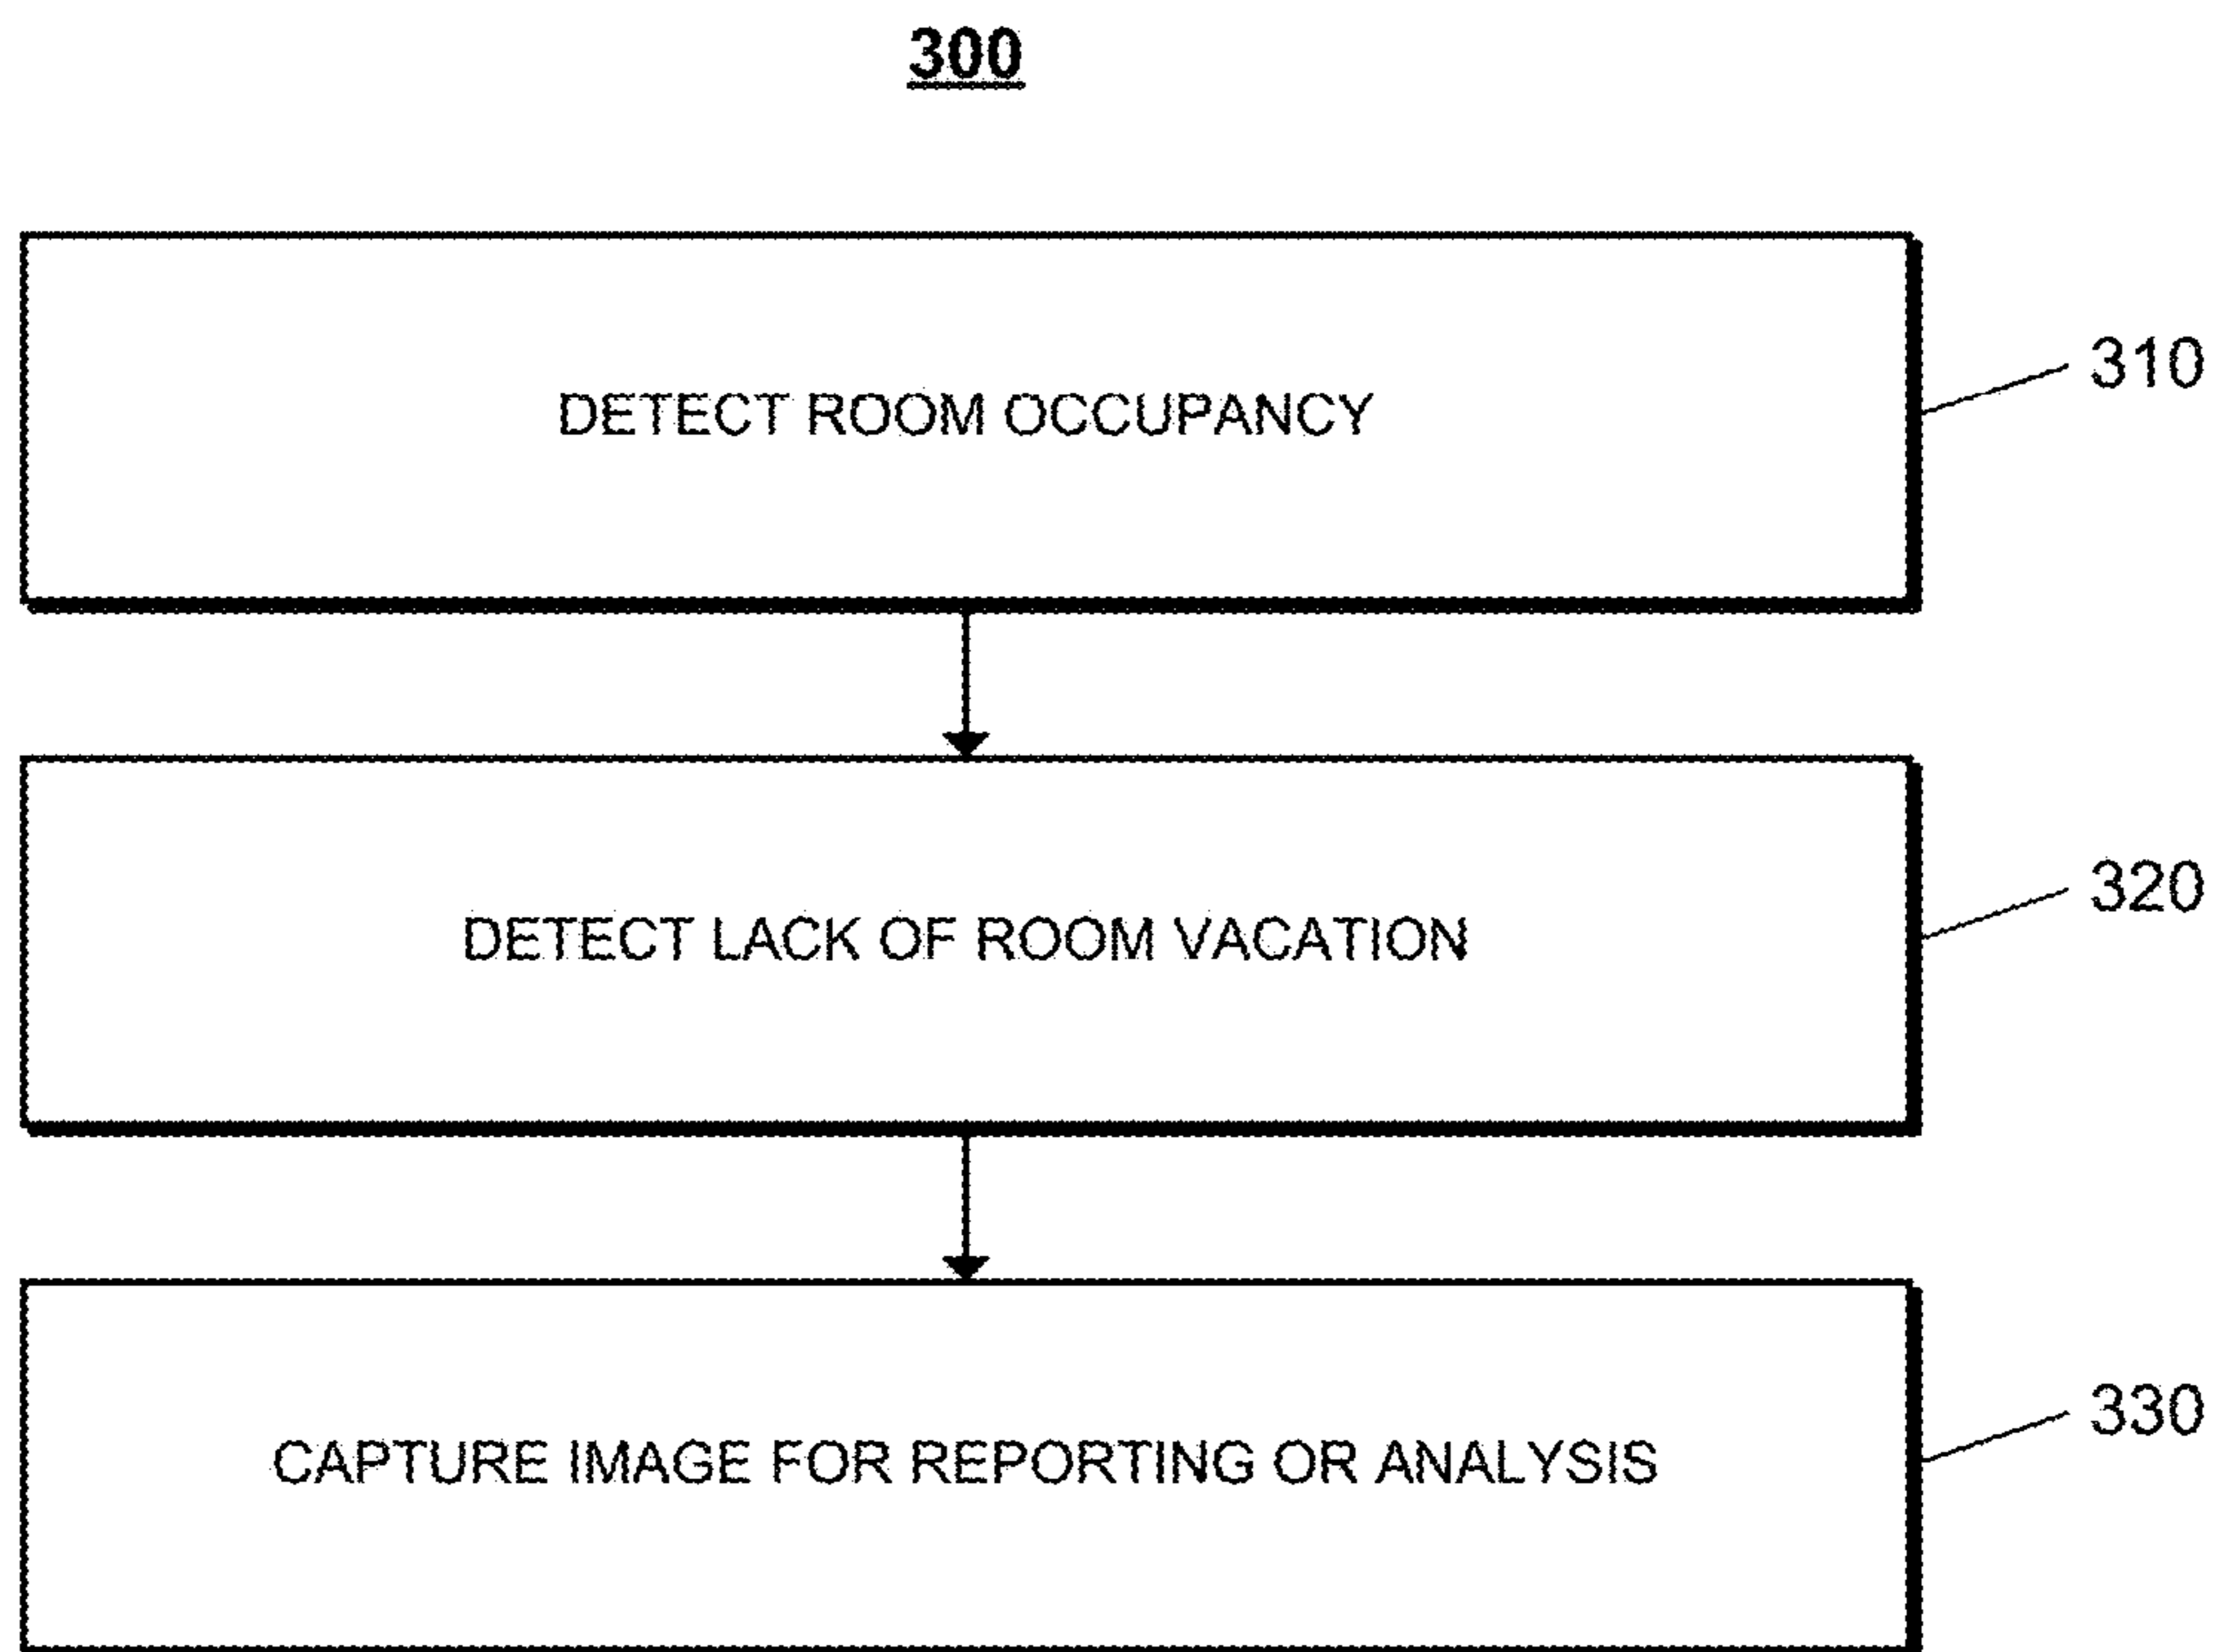 300
DETECT ROOM OCCUPANCY
310
DETECT LACK OF ROOM VACATION
320
CAPTURE IMAGE FOR REPORTING OR ANALYSIS
330